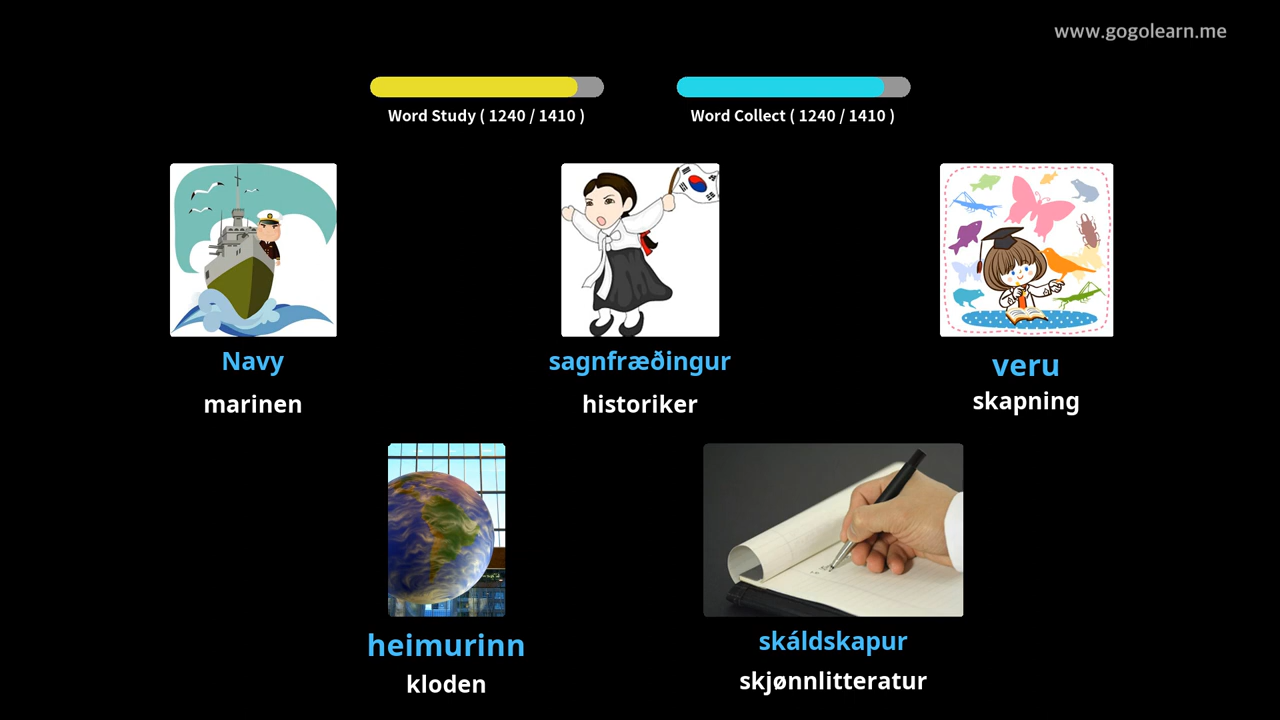 www.gogolearn.me
Word Study ( 1240 / 1410 )
Word Collect ( 1240 / 1410 )
Navy
marinen
sagnfræðingur
historiker
veru
skapning
heimurinn
kloden
skáldskapur
skjønnlitteratur